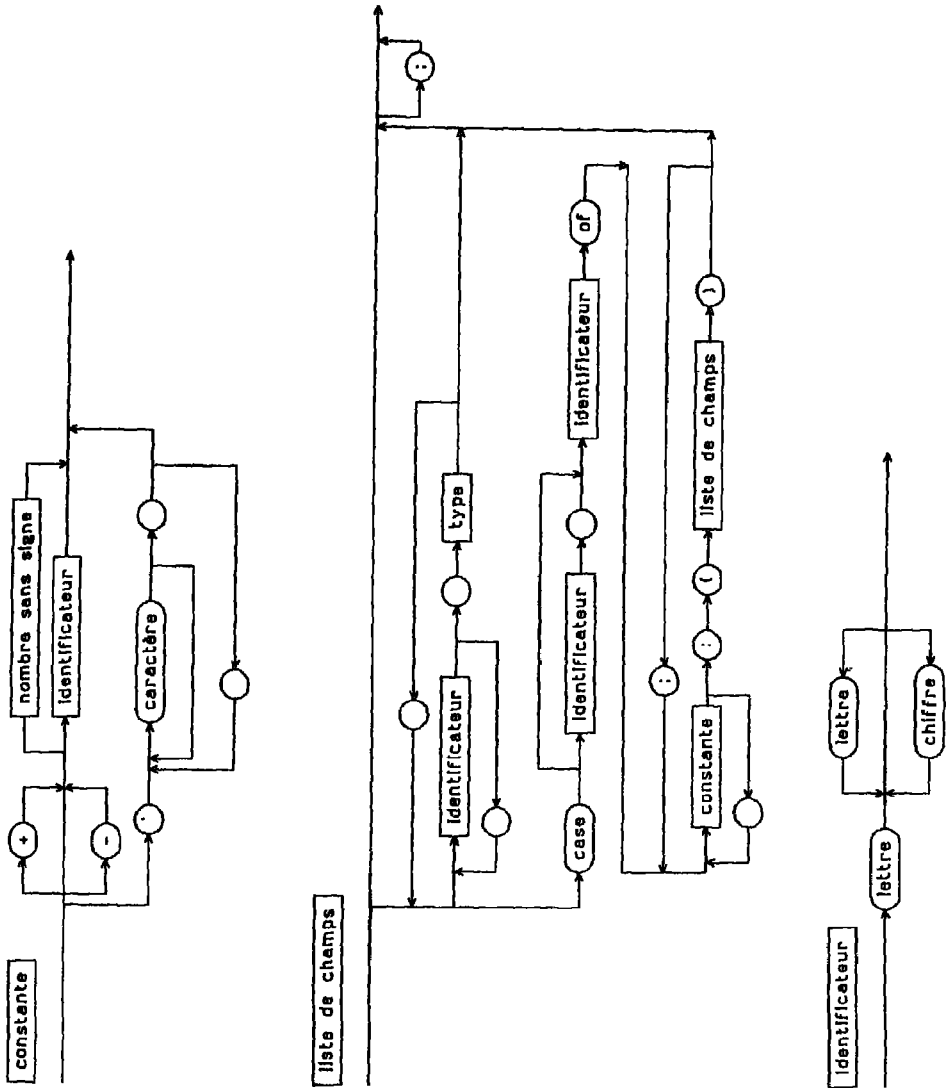 constante
+
nombre sans signe
-
identificateur
'
caractère
liste de champs
identificateur
type
case
identificateur
identificateur
of
;
constante
:
(
liste de champs
)
;
identificateur
lettre
lettre
chiffre